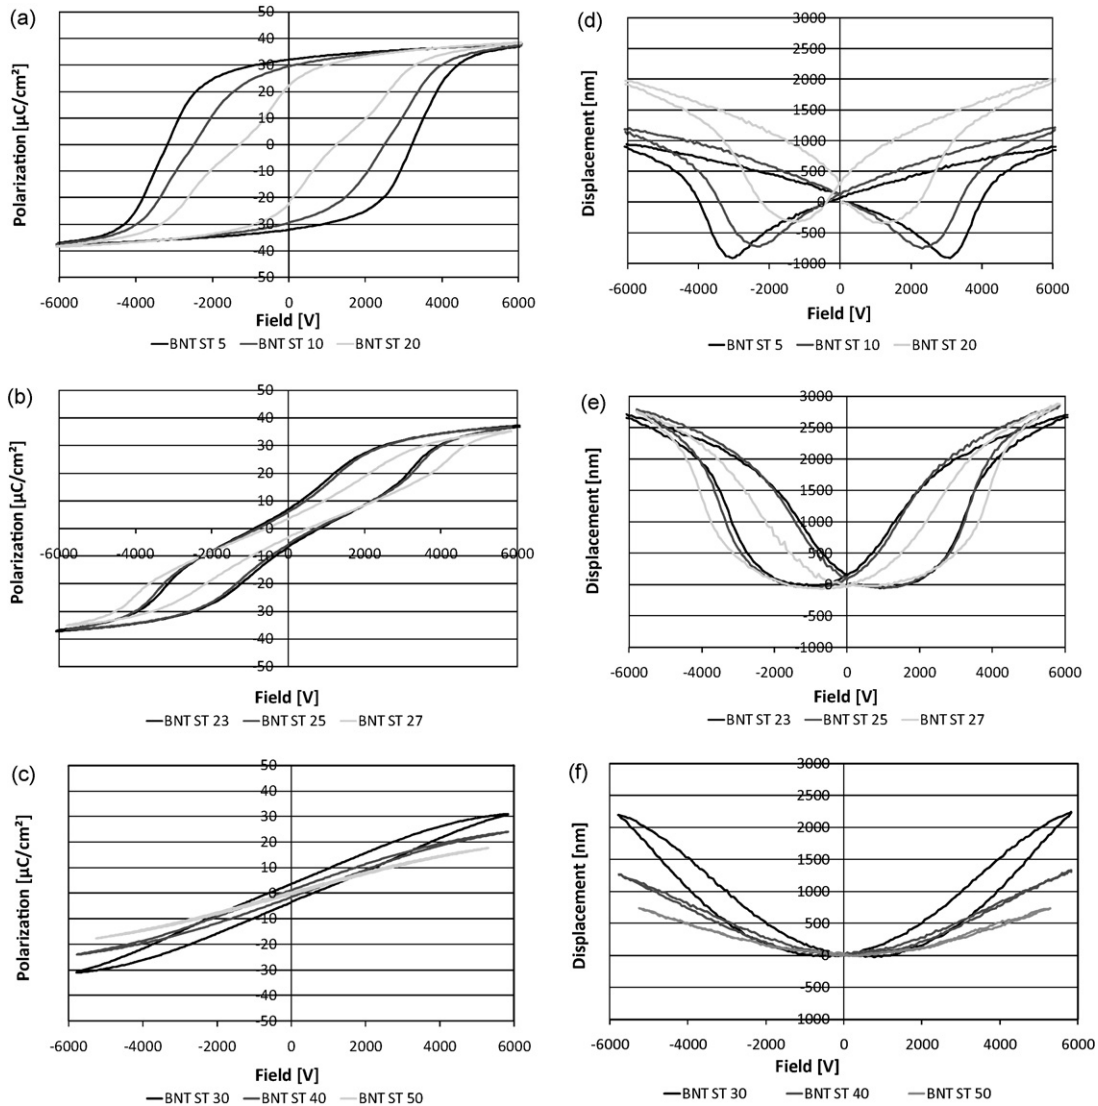 (a)
50
40
30
20
10
0
-10
-20
-30
-40
-50
-6000 -4000 -2000 0 2000 4000 6000
Polarization [µC/cm²]
Field [V]
BNT ST 5 BNT ST 10 BNT ST 20
(d)
3000
2500
2000
1500
1000
500
0
-500
-1000
-6000 -4000 -2000 0 2000 4000 6000
Displacement [nm]
Field [V]
BNT ST 5 BNT ST 10 BNT ST 20
(b)
50
40
30
20
10
0
-10
-20
-30
-40
-50
-6000 -4000 -2000 2000 4000 6000
Polarization [µC/cm²]
Field [V]
BNT ST 23 BNT ST 25 BNT ST 27
(e)
3000
2500
2000
1500
1000
500
0
-500
-1000
-6000 -4000 -2000 0 2000 4000 6000
Displacement [nm]
Field [V]
BNT ST 23 BNT ST 25 BNT ST 27
(c)
50
40
30
20
10
0
-10
-20
-30
-40
-50
-6000 -4000 -2000 0 2000 4000 6000
Polarization [µC/cm²]
Field [V]
BNT ST 30 BNT ST 40 BNT ST 50
(f)
3000
2500
2000
1500
1000
500
0
-500
1000
-6000 -4000 -2000 0 2000 4000 6000
Displacement [nm]
Field [V]
BNT ST 30 BNT ST 40 BNT ST 50